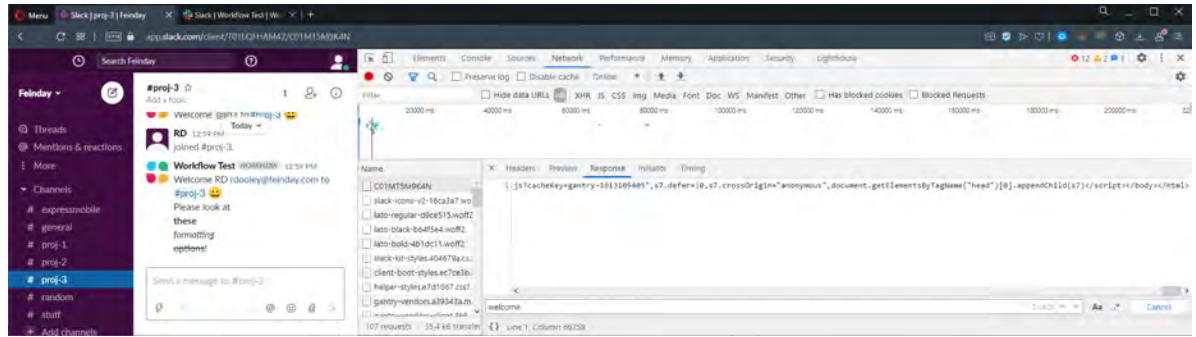 Menu
Slack | proj-3 | Feinday
Slack | Workflow Test | Wo
app.slack.com/client/
Search Feinday
Feinday
Threads
Mentions & reactions
More
Channels
# expressmobile
# general
# proj-1
# proj-2
# proj-3
# random
# stuff
+ Add channels
#proj-3
Add a topic
1
Today
RD 12:59 PM
joined #proj-3.
Workflow Test WORKFLOW 12:59 PM
Welcome RD rdooley@feinday.com to
#proj-3
Please look at
these
formatting
options!
Send a message to #proj-3
Elements Console Sources Network Performance Memory Application Security Lighthouse
12 2 1
Preserve log Disable cache Online
Filter
Hide data URLs All XHR JS CSS Img Media Font Doc WS Manifest Other Has blocked cookies Blocked Requests
20000 ms 40000 ms 60000 ms 80000 ms 100000 ms 120000 ms 140000 ms 160000 ms 180000 ms 200000 ms
Name
C01MT5M9G4N
slack-icons-v2-16ca3a7.wo
lato-regular-d9ce515.woff2
lato-black-b64f5e4.woff2
lato-bold-4b1dc11.woff2
slack-kit-styles.404679a.cs
client-boot-styles.ec7ce3b.
helper-styles.e7d1067.css?
gantry-vendors.a39343a.m
107 requests 55.4 kB transfer
Headers Preview Response Initiator Timing
1 js?cacheKey=gantry-1013109405",s7.defer=!0,s7.crossOrigin="anonymous",document.getElementsByTagName("head")[0].appendChild(s7)</script></body></html>
welcome
Aa .* Cancel
{} Line 1, Column 66258